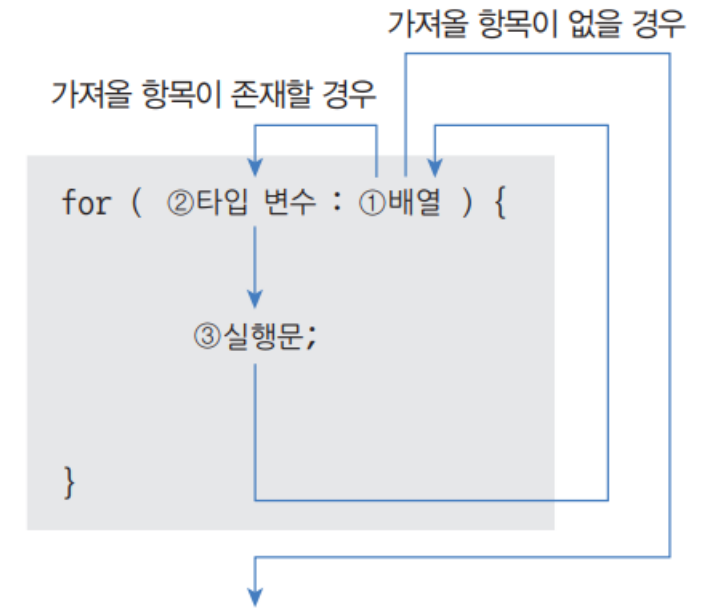 가져올 항목이 없을 경우
가져올 항목이 존재할 경우
for ( ②타입 변수 : ①배열 ) {
③실행문;
}